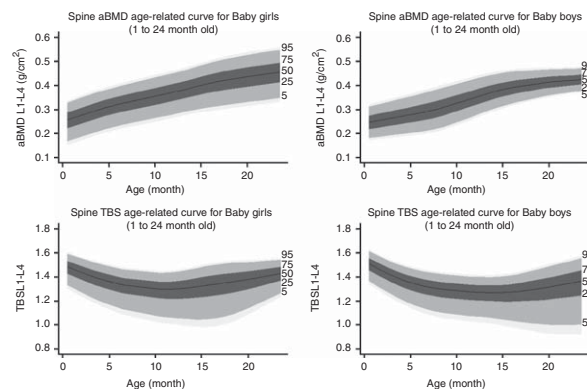 Spine aBMD age-related curve for Baby girls
(1 to 24 month old)
0.6
0.5
0.4
0.3
0.2
0.1
aBMD L1-L4 (g/cm²)
95
75
50
25
5
0 5 10 15 20
Age (month)
Spine aBMD age-related curve for Baby boys
(1 to 24 month old)
0.6
0.5
0.4
0.3
0.2
0.1
aBMD L1-L4 (g/cm²)
0 5 10 15 20
Age (month)
Spine TBS age-related curve for Baby girls
(1 to 24 month old)
1.8
1.6
1.4
1.2
1.0
0.8
TBSL1-L4
95
75
50
25
5
0 5 10 15 20
Age (month)
Spine TBS age-related curve for Baby boys
(1 to 24 month old)
1.8
1.6
1.4
1.2
1.0
0.8
TBSL1-L4
9
7
5
2
5
0 5 10 15 20
Age (month)